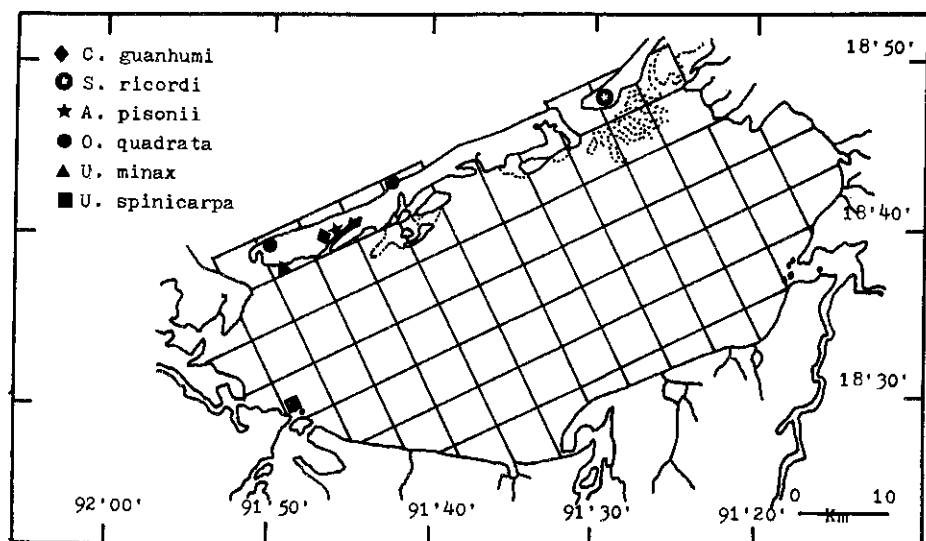 C. guanhumi
S. ricordi
A. pisonii
O. quadrata
U. minax
U. spinicarpa
18'50'
18'40'
18'30'
92'00'
91'50'
91'40'
91'30'
91'20'
0 10
Km